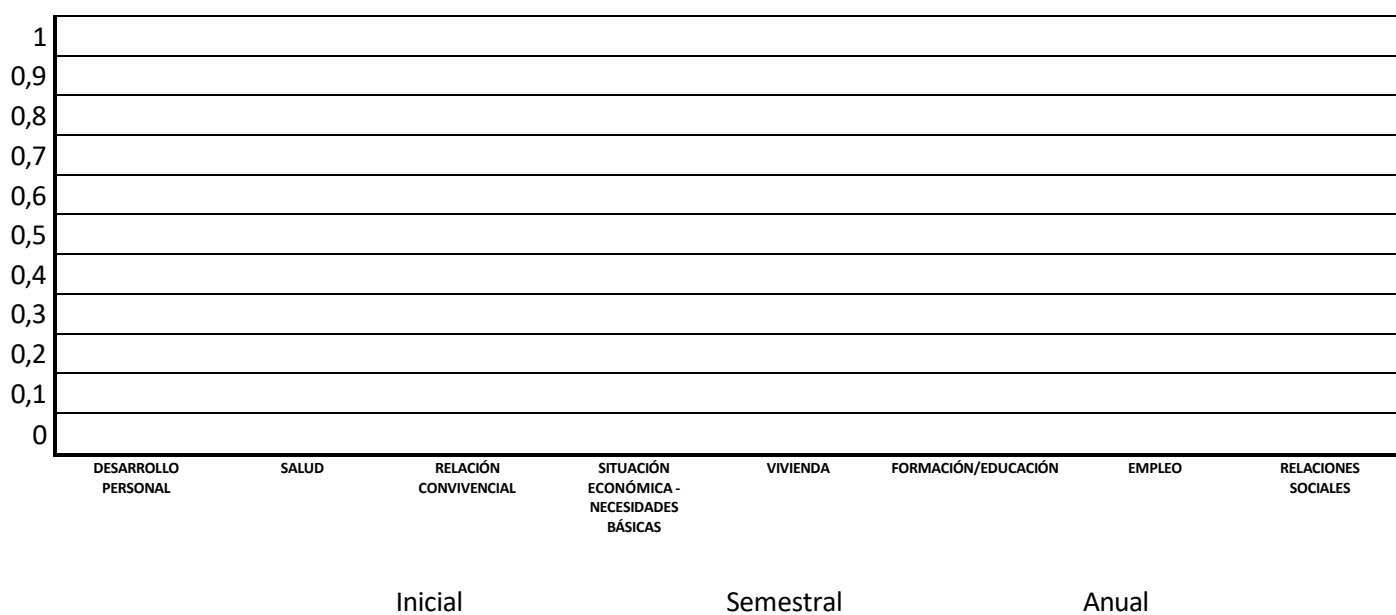 1
0,9
0,8
0,7
0,6
0,5
0,4
0,3
0,2
0,1
0
DESARROLLO
PERSONAL
SALUD
RELACIÓN
CONVIVENCIAL
SITUACIÓN
ECONÓMICA -
NECESIDADES
BÁSICAS
VIVIENDA
FORMACIÓN/EDUCACIÓN
EMPLEO
RELACIONES
SOCIALES
Inicial
Semestral
Anual